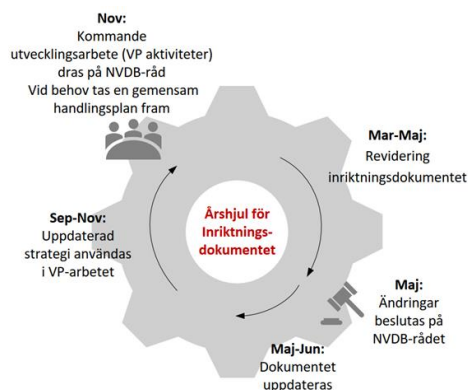 Nov:
Kommande
utvecklingsarbete (VP aktiviteter)
dras på NVDB-råd
Vid behov tas en gemensam
handlingsplan fram
Mar-Maj:
Revidering
inriktningsdokumentet
Årshjul för
Inriktnings-
dokumentet
Sep-Nov:
Uppdaterad
strategi användas
i VP-arbetet
Maj:
Ändringar
beslutas på
NVDB-rådet
Maj-Jun:
Dokumentet
uppdateras